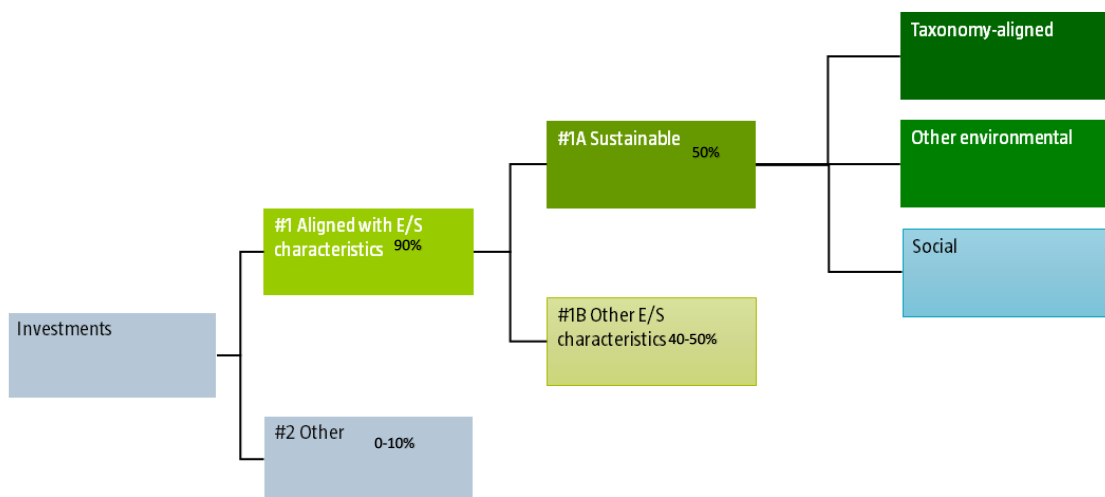 Taxonomy-aligned
#1A Sustainable 50%
Other environmental
#1 Aligned with E/S
characteristics 90%
Social
#1B Other E/S
characteristics 40-50%
Investments
#2 Other 0-10%